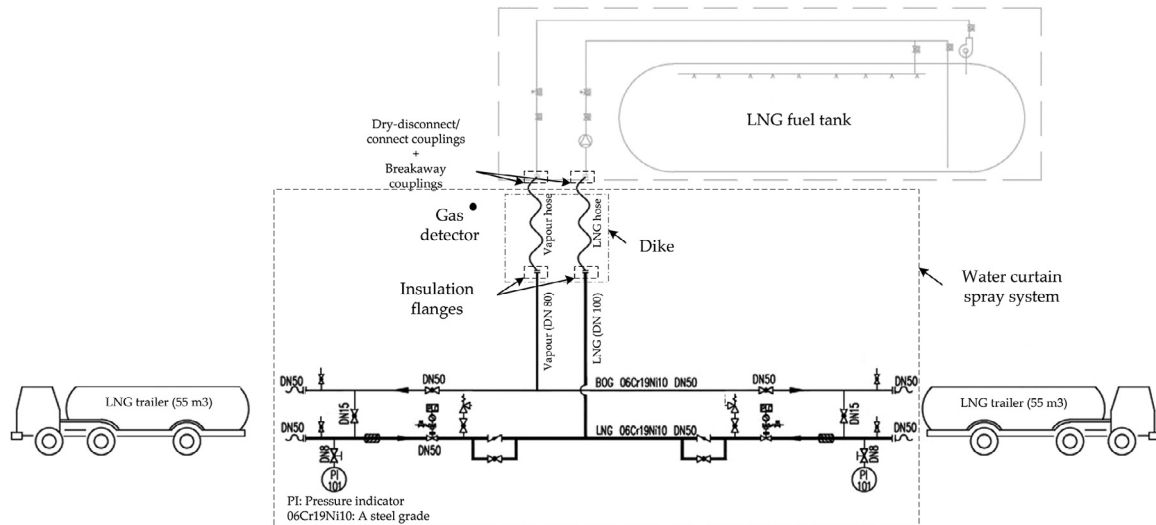 LNG fuel tank
Dry-disconnect/
connect couplings
+
Breakaway
couplings
Gas
detector
Vapour hose
LNG hose
Dike
Insulation
flanges
Water curtain
spray system
Vapour (DN 80)
LNG (DN 100)
DN50
DN50
BOG 06Cr19Ni10 DN50
DN50
DN50
LNG trailer (55 m3)
DN15
DN15
LNG trailer (55 m3)
DN50
DN50
LNG 06Cr19Ni10 DN50
DN50
DN8
DN8
PI
101
PI
101
PI: Pressure indicator
06Cr19Ni10: A steel grade